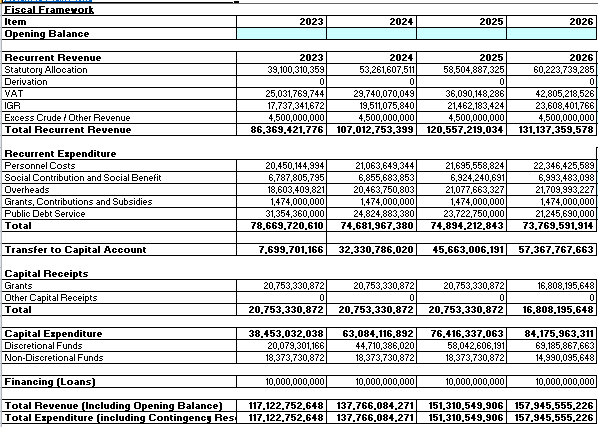 Fiscal Framework
Item 2023 2024 2025 2026
Opening Balance
Recurrent Revenue 2023 2024 2025 2026
Statutory Allocation 39,100,310,359 53,261,607,511 58,504,887,325 60,223,739,285
Derivation 0 0 0 0
VAT 25,031,769,744 29,740,070,049 36,090,148,286 42,805,218,526
IGR 17,737,341,672 19,511,075,840 21,462,183,424 23,608,401,766
Excess Crude / Other Revenue 4,500,000,000 4,500,000,000 4,500,000,000 4,500,000,000
Total Recurrent Revenue 86,369,421,776 107,012,753,399 120,557,219,034 131,137,359,578
Recurrent Expenditure
Personnel Costs 20,450,144,994 21,063,649,344 21,695,558,824 22,346,425,589
Social Contribution and Social Benefit 6,787,805,795 6,855,683,853 6,924,240,691 6,993,483,098
Overheads 18,603,409,821 20,463,750,803 21,077,663,327 21,709,993,227
Grants, Contributions and Subsidies 1,474,000,000 1,474,000,000 1,474,000,000 1,474,000,000
Public Debt Service 31,354,360,000 24,824,883,380 23,722,750,000 21,245,690,000
Total 78,669,720,610 74,681,967,380 74,894,212,843 73,769,591,914
Transfer to Capital Account 7,699,701,166 32,330,786,020 45,663,006,191 57,367,767,663
Capital Receipts
Grants 20,753,330,872 20,753,330,872 20,753,330,872 16,808,195,648
Other Capital Receipts 0 0 0 0
Total 20,753,330,872 20,753,330,872 20,753,330,872 16,808,195,648
Capital Expenditure 38,453,032,038 63,084,116,892 76,416,337,063 84,175,963,311
Discretional Funds 20,079,301,166 44,710,386,020 58,042,606,191 69,185,867,663
Non-Discretional Funds 18,373,730,872 18,373,730,872 18,373,730,872 14,990,095,648
Financing (Loans) 10,000,000,000 10,000,000,000 10,000,000,000 10,000,000,000
Total Revenue (Including Opening Balance) 117,122,752,648 137,766,084,271 151,310,549,906 157,945,555,226
Total Expenditure (including Contingency Res 117,122,752,648 137,766,084,271 151,310,549,906 157,945,555,226